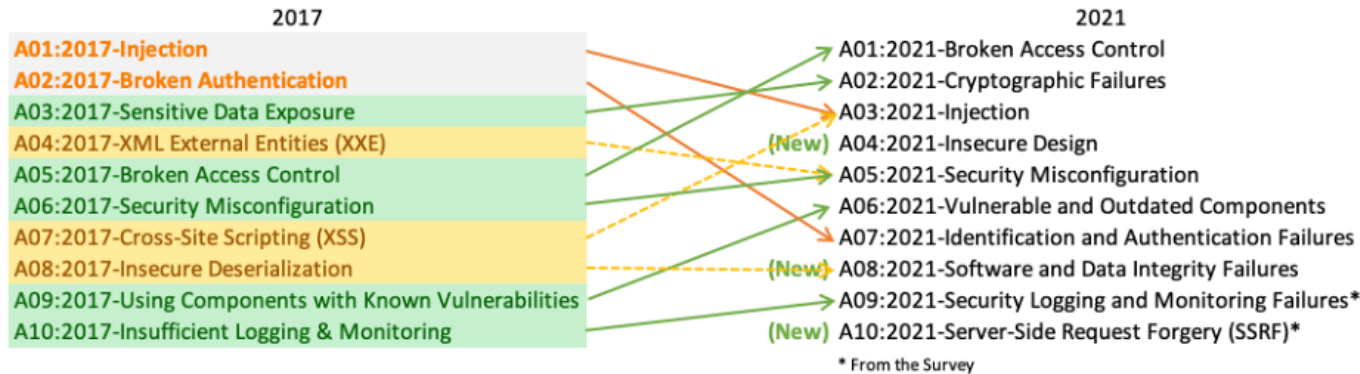 2017
A01:2017-Injection
A02:2017-Broken Authentication
A03:2017-Sensitive Data Exposure
A04:2017-XML External Entities (XXE)
A05:2017-Broken Access Control
A06:2017-Security Misconfiguration
A07:2017-Cross-Site Scripting (XSS)
A08:2017-Insecure Deserialization
A09:2017-Using Components with Known Vulnerabilities
A10:2017-Insufficient Logging & Monitoring
2021
A01:2021-Broken Access Control
A02:2021-Cryptographic Failures
A03:2021-Injection
(New) A04:2021-Insecure Design
A05:2021-Security Misconfiguration
A06:2021-Vulnerable and Outdated Components
A07:2021-Identification and Authentication Failures
(New) A08:2021-Software and Data Integrity Failures
A09:2021-Security Logging and Monitoring Failures*
(New) A10:2021-Server-Side Request Forgery (SSRF)*
* From the Survey